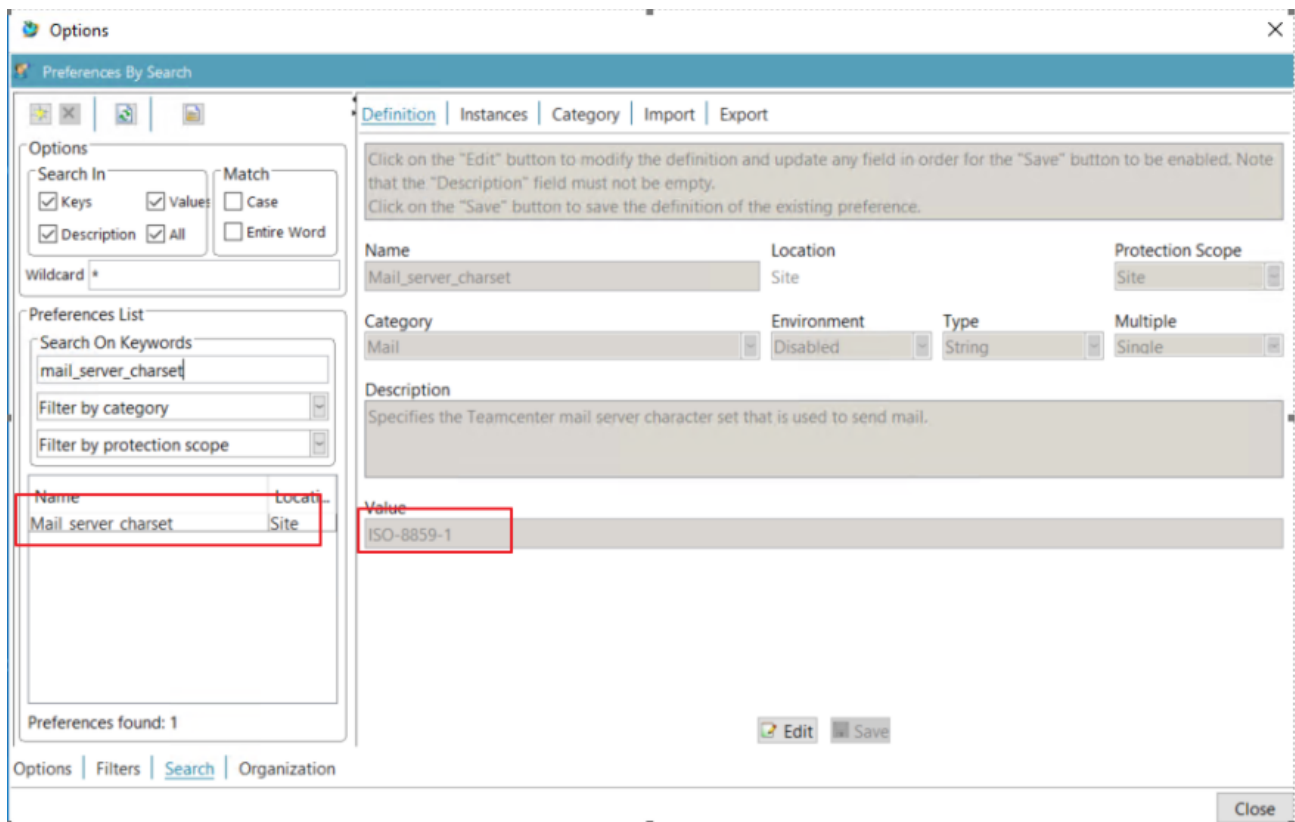 Options
Preferences By Search
Options
Search In
Match
Keys
Values
Case
Description
All
Entire Word
Wildcard *
Preferences List
Search On Keywords
mail_server_charset
Filter by category
Filter by protection scope
Name Locati...
Mail_server_charset Site
Preferences found: 1
Definition Instances Category Import Export
Click on the "Edit" button to modify the definition and update any field in order for the "Save" button to be enabled. Note
that the "Description" field must not be empty.
Click on the "Save" button to save the definition of the existing preference.
Name Location Protection Scope
Mail_server_charset Site Site
Category Environment Type Multiple
Mail Disabled String Single
Description
Specifies the Teamcenter mail server character set that is used to send mail.
Value
ISO-8859-1
Edit Save
Options Filters Search Organization
Close